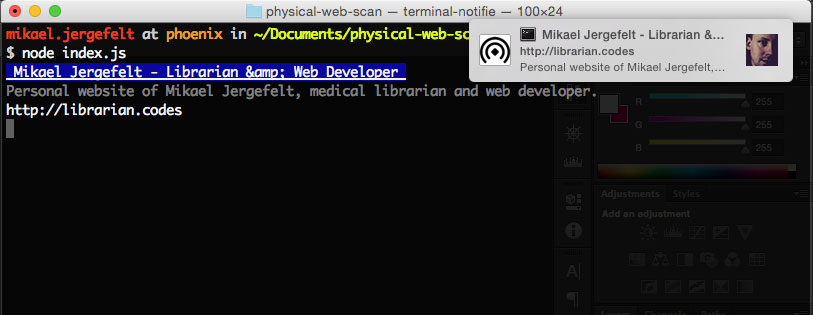 physical-web-scan — terminal-notifie — 100×24
mikael.jergefelt at phoenix in ~/Documents/physical-web-sc
$ node index.js
Mikael Jergefelt - Librarian &amp; Web Developer
Personal website of Mikael Jergefelt, medical librarian and web developer.
http://librarian.codes
Mikael Jergefelt - Librarian &...
http://librarian.codes
Personal website of Mikael Jergefelt,...
R 255
G 255
B 255
Adjustments Styles
Add an adjustment
A
Layers Channels Paths